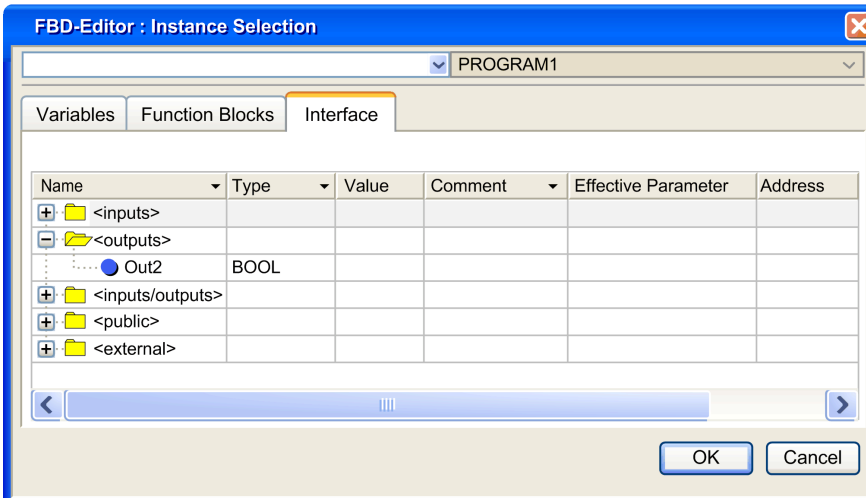 FBD-Editor : Instance Selection
PROGRAM1
Variables Function Blocks Interface
Name Type Value Comment Effective Parameter Address
<inputs>
<outputs>
Out2 BOOL
<inputs/outputs>
<public>
<external>
OK Cancel